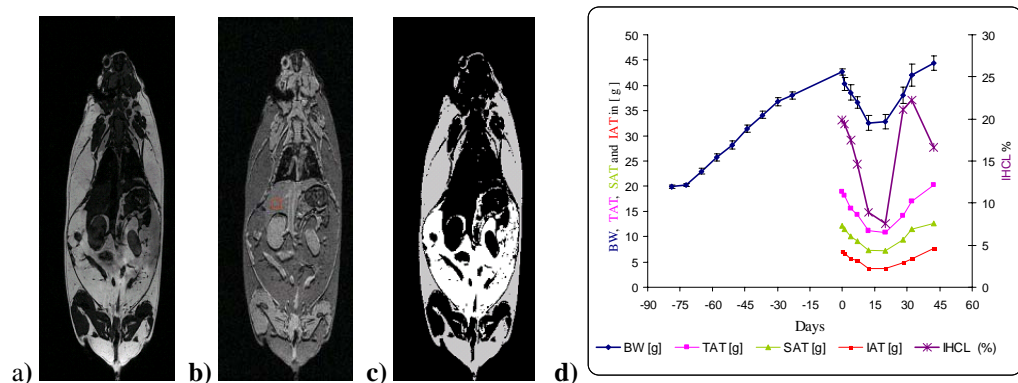 a)
b)
c)
d)
BW, TAT, SAT and IAT in [ g ]
50
45
40
35
30
25
20
15
10
5
0
30
25
20
15
10
5
0
IHCL %
-90 -75 -60 -45 -30 -15 0 15 30 45 60
Days
BW [g] TAT [g] SAT [g] IAT [g] IHCL (%)